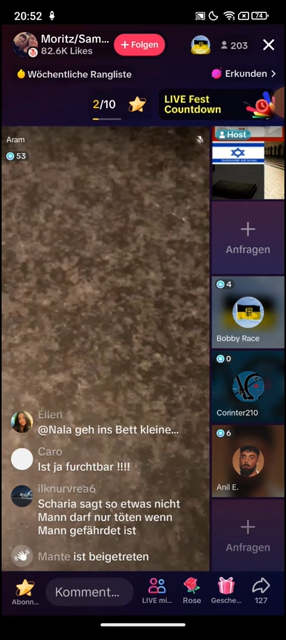 20:52
74
Moritz/Sam...
82.6K Likes
+ Folgen
203
Wöchentliche Rangliste
Erkunden >
2/10
LIVE Fest
Countdown
Aram
53
Host
Anfragen
4
Bobby Race
0
Corinter210
6
Anil E.
Anfragen
Ellen
@Nala geh ins Bett kleine...
Caro
Ist ja furchtbar !!!!
ilknurvrea6
Scharia sagt so etwas nicht
Mann darf nur töten wenn
Mann gefährdet ist
Mante ist beigetreten
Abonn...
Komment...
LIVE mi...
Rose
Gesche...
127